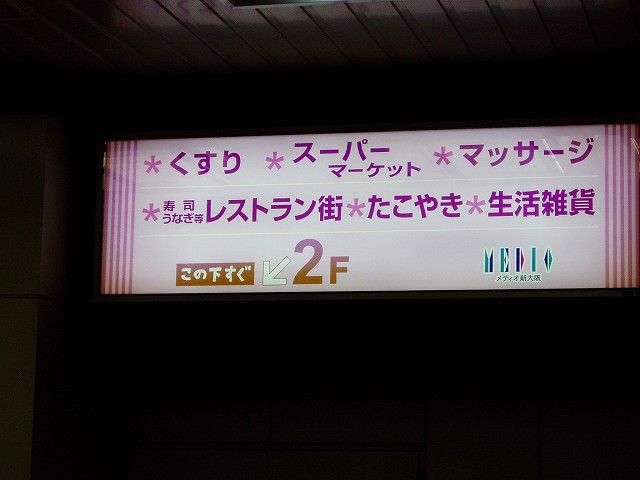 *くすり *スーパーマーケット *マッサージ
*寿司うなぎ等レストラン街*たこやき*生活雑貨
この下すぐ ↙2F
MEDIO
メディオ新大阪